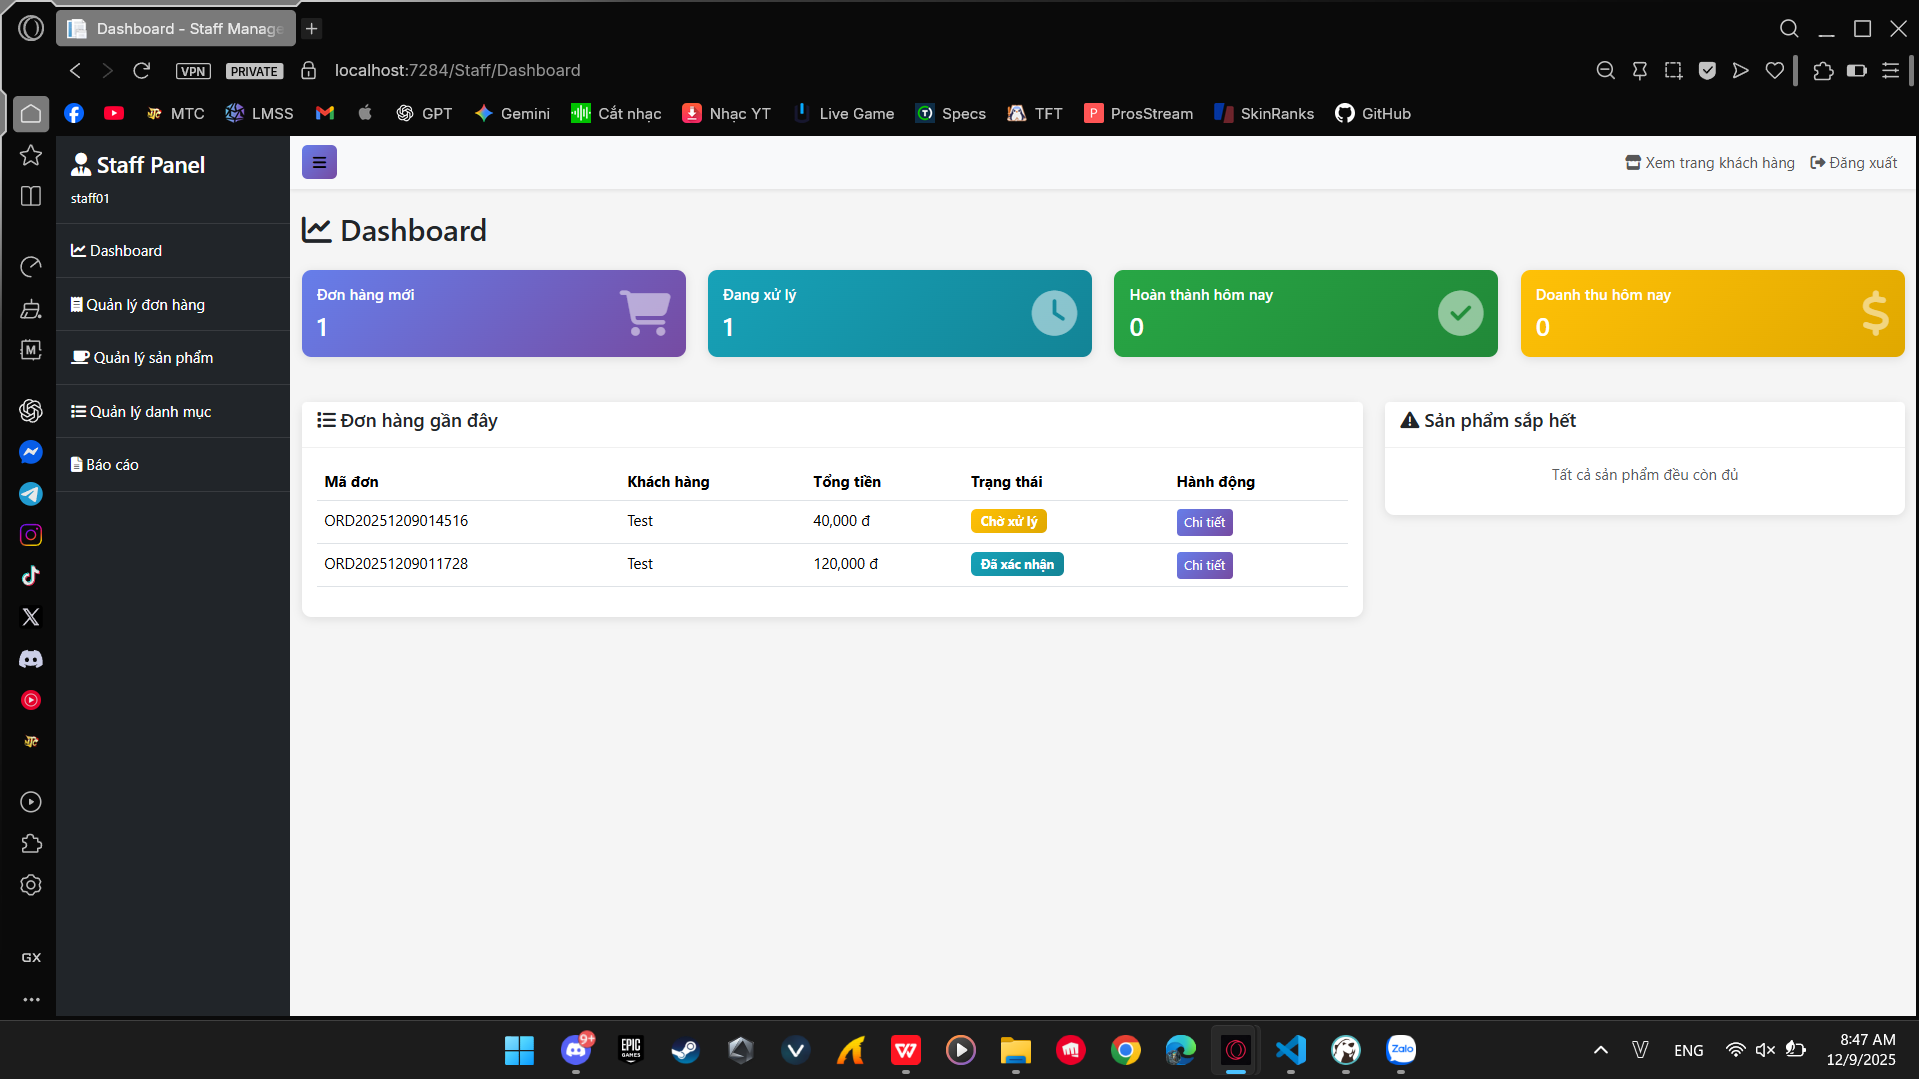 Dashboard - Staff Manage
VPN PRIVATE localhost:7284/Staff/Dashboard
MTC LMSS GPT Gemini Cắt nhạc Nhạc YT Live Game Specs TFT ProsStream SkinRanks GitHub
Staff Panel
staff01
Dashboard
Quản lý đơn hàng
Quản lý sản phẩm
Quản lý danh mục
Báo cáo
GX
Xem trang khách hàng Đăng xuất
Dashboard
Đơn hàng mới
1
Đang xử lý
1
Hoàn thành hôm nay
0
Doanh thu hôm nay
0
Đơn hàng gần đây
Mã đơn Khách hàng Tổng tiền Trạng thái Hành động
ORD20251209014516 Test 40,000 đ Chờ xử lý Chi tiết
ORD20251209011728 Test 120,000 đ Đã xác nhận Chi tiết
Sản phẩm sắp hết
Tất cả sản phẩm đều còn đủ
9+
EPIC GAMES
Zalo
ENG
8:47 AM
12/9/2025